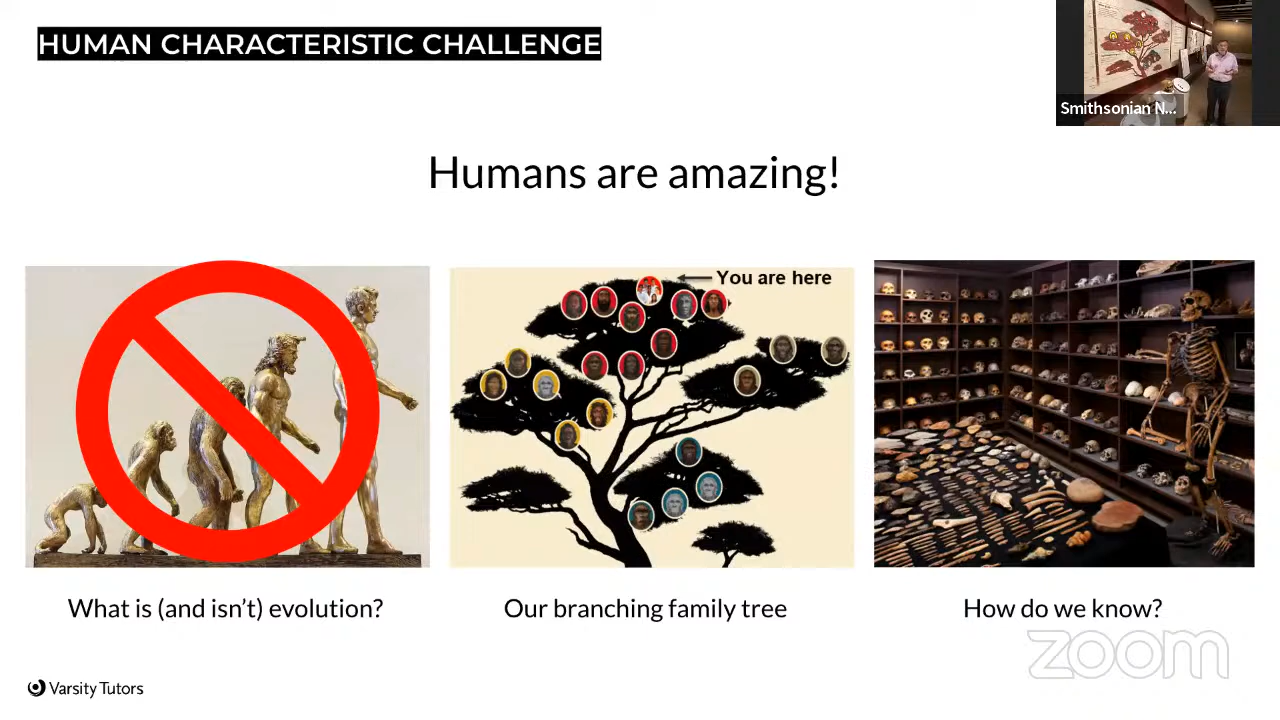 HUMAN CHARACTERISTIC CHALLENGE
Smithsonian N...
Humans are amazing!
You are here
What is (and isn't) evolution?
Our branching family tree
How do we know?
zoom
Varsity Tutors